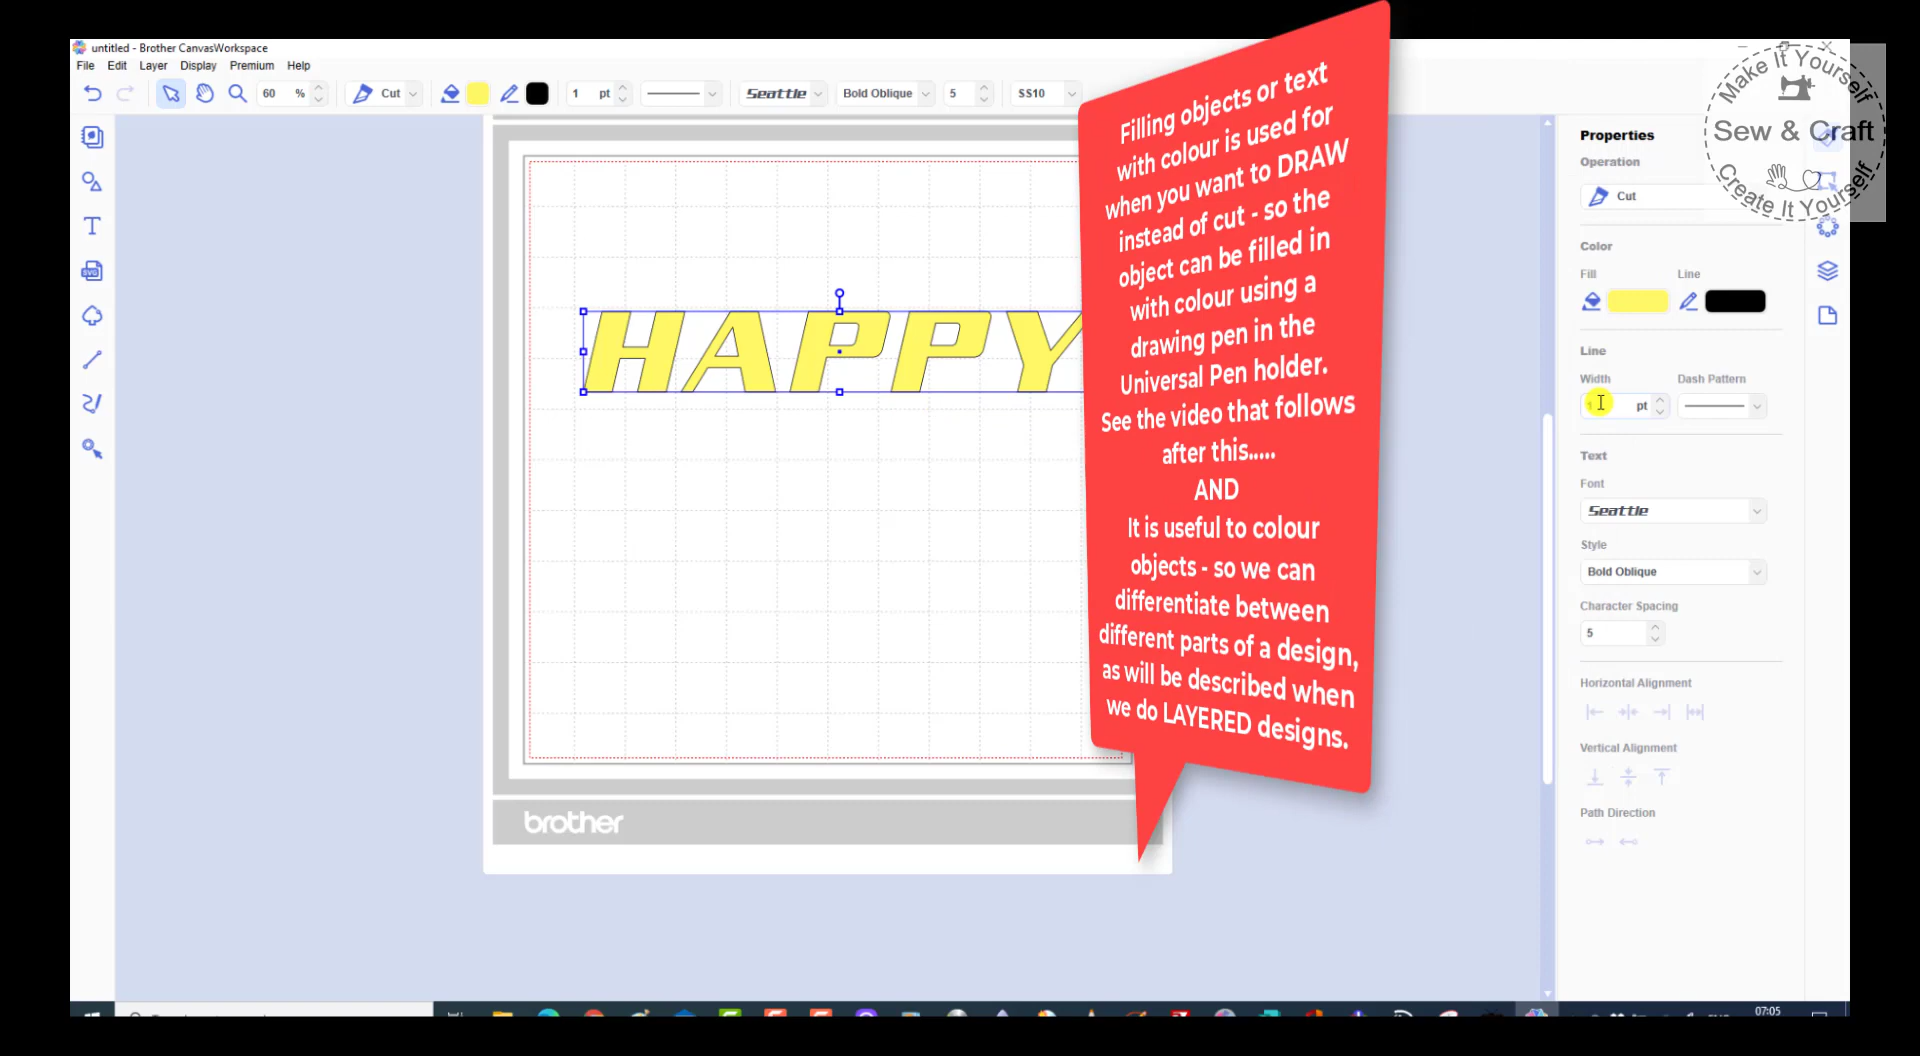 untitled - Brother CanvasWorkspace
File Edit Layer Display Premium Help
60 % Cut 1 pt Seattle Bold Oblique 5 SS10
Make It Yourself
Sew & Craft
Create It Yourself
Properties
Operation
Cut
Color
Fill Line
Line
Width Dash Pattern
pt
Text
Font
Seattle
Style
Bold Oblique
Character Spacing
5
Horizontal Alignment
Vertical Alignment
Path Direction
SVG
HAPPY
brother
Filling objects or text
with colour is used for
when you want to DRAW
instead of cut - so the
object can be filled in
with colour using a
drawing pen in the
Universal Pen holder.
See the video that follows
after this.....
AND
It is useful to colour
objects - so we can
differentiate between
different parts of a design,
as will be described when
we do LAYERED designs.
07:05